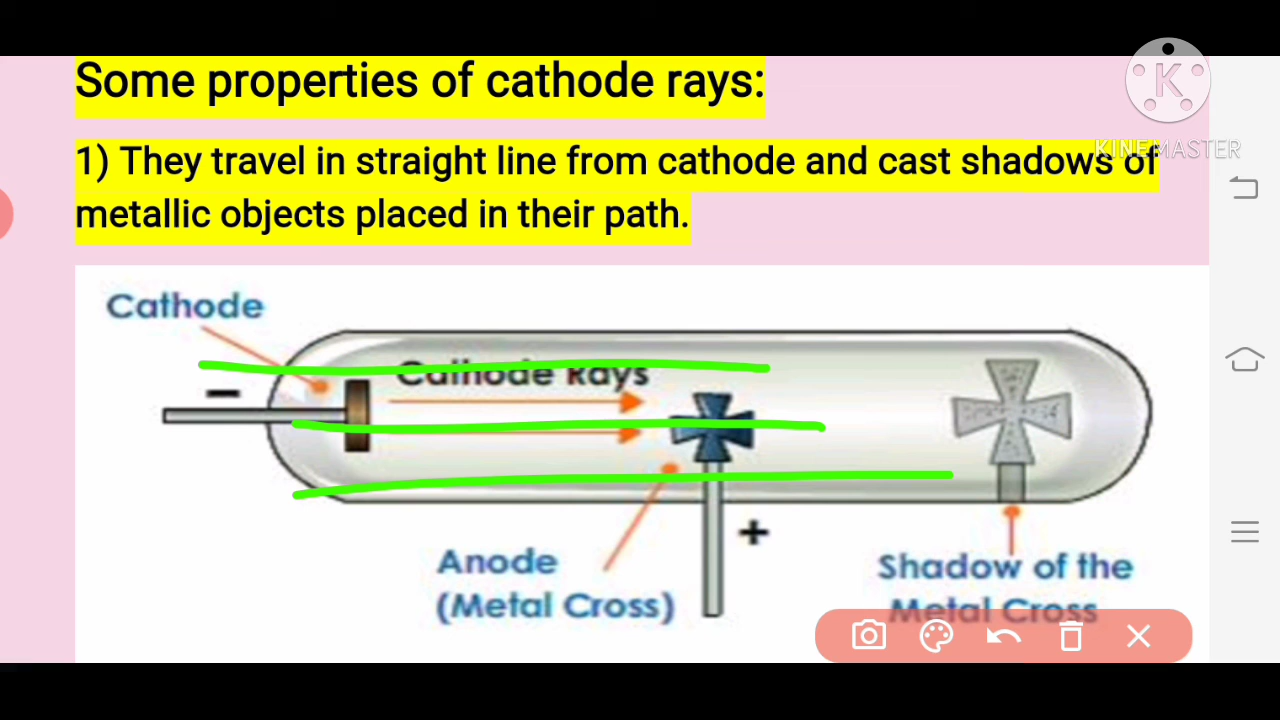 Some properties of cathode rays:
K
KINEMASTER
1) They travel in straight line from cathode and cast shadows of
metallic objects placed in their path.
Cathode
−
Cathode Rays
+
Anode
(Metal Cross)
Shadow of the
Metal Cross